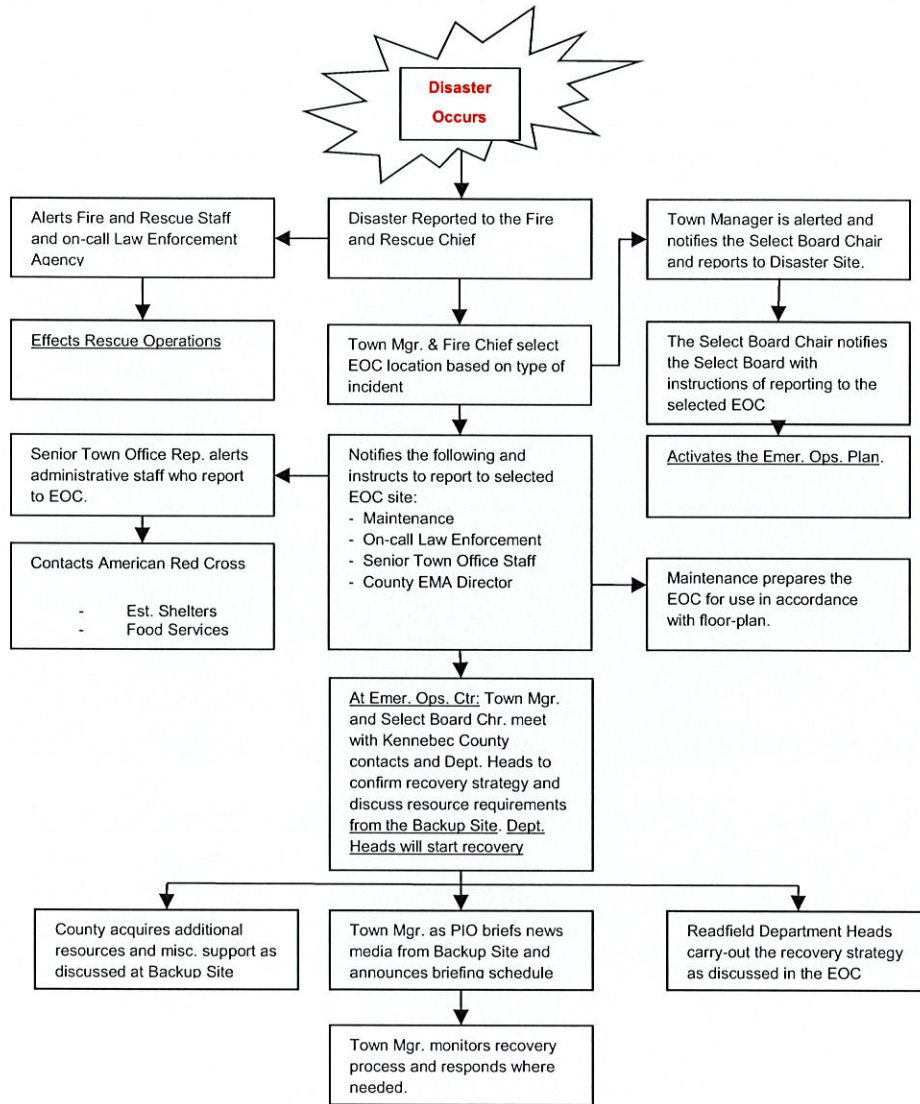 Disaster
Occurs
Alerts Fire and Rescue Staff
and on-call Law Enforcement
Agency
Disaster Reported to the Fire
and Rescue Chief
Town Manager is alerted and
notifies the Select Board Chair
and reports to Disaster Site.
Effects Rescue Operations
Town Mgr. & Fire Chief select
EOC location based on type of
incident
The Select Board Chair notifies
the Select Board with
instructions of reporting to the
selected EOC
Senior Town Office Rep. alerts
administrative staff who report
to EOC.
Notifies the following and
instructs to report to selected
EOC site:
- Maintenance
- On-call Law Enforcement
- Senior Town Office Staff
- County EMA Director
Activates the Emer. Ops. Plan.
Contacts American Red Cross
- Est. Shelters
- Food Services
Maintenance prepares the
EOC for use in accordance
with floor-plan.
At Emer. Ops. Ctr: Town Mgr.
and Select Board Chr. meet
with Kennebec County
contacts and Dept. Heads to
confirm recovery strategy and
discuss resource requirements
from the Backup Site. Dept.
Heads will start recovery
County acquires additional
resources and misc. support as
discussed at Backup Site
Town Mgr. as PIO briefs news
media from Backup Site and
announces briefing schedule
Readfield Department Heads
carry-out the recovery strategy
as discussed in the EOC
Town Mgr. monitors recovery
process and responds where
needed.